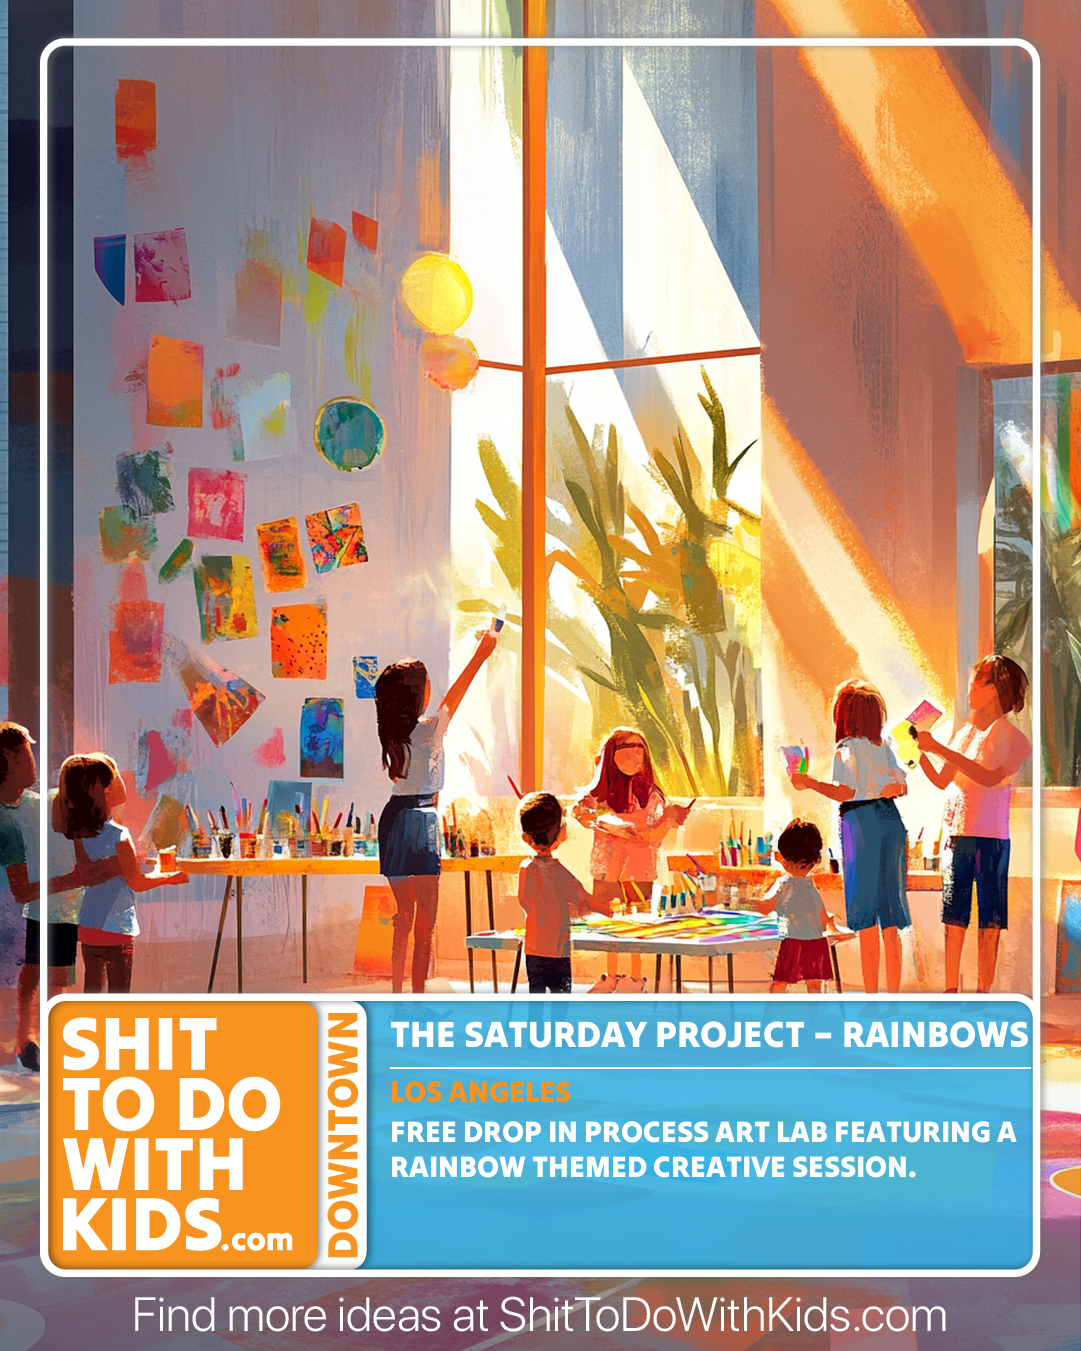 SHIT
TO DO
WITH
KIDS.com
DOWNTOWN
THE SATURDAY PROJECT – RAINBOWS
LOS ANGELES
FREE DROP IN PROCESS ART LAB FEATURING A
RAINBOW THEMED CREATIVE SESSION.
Find more ideas at ShitToDoWithKids.com